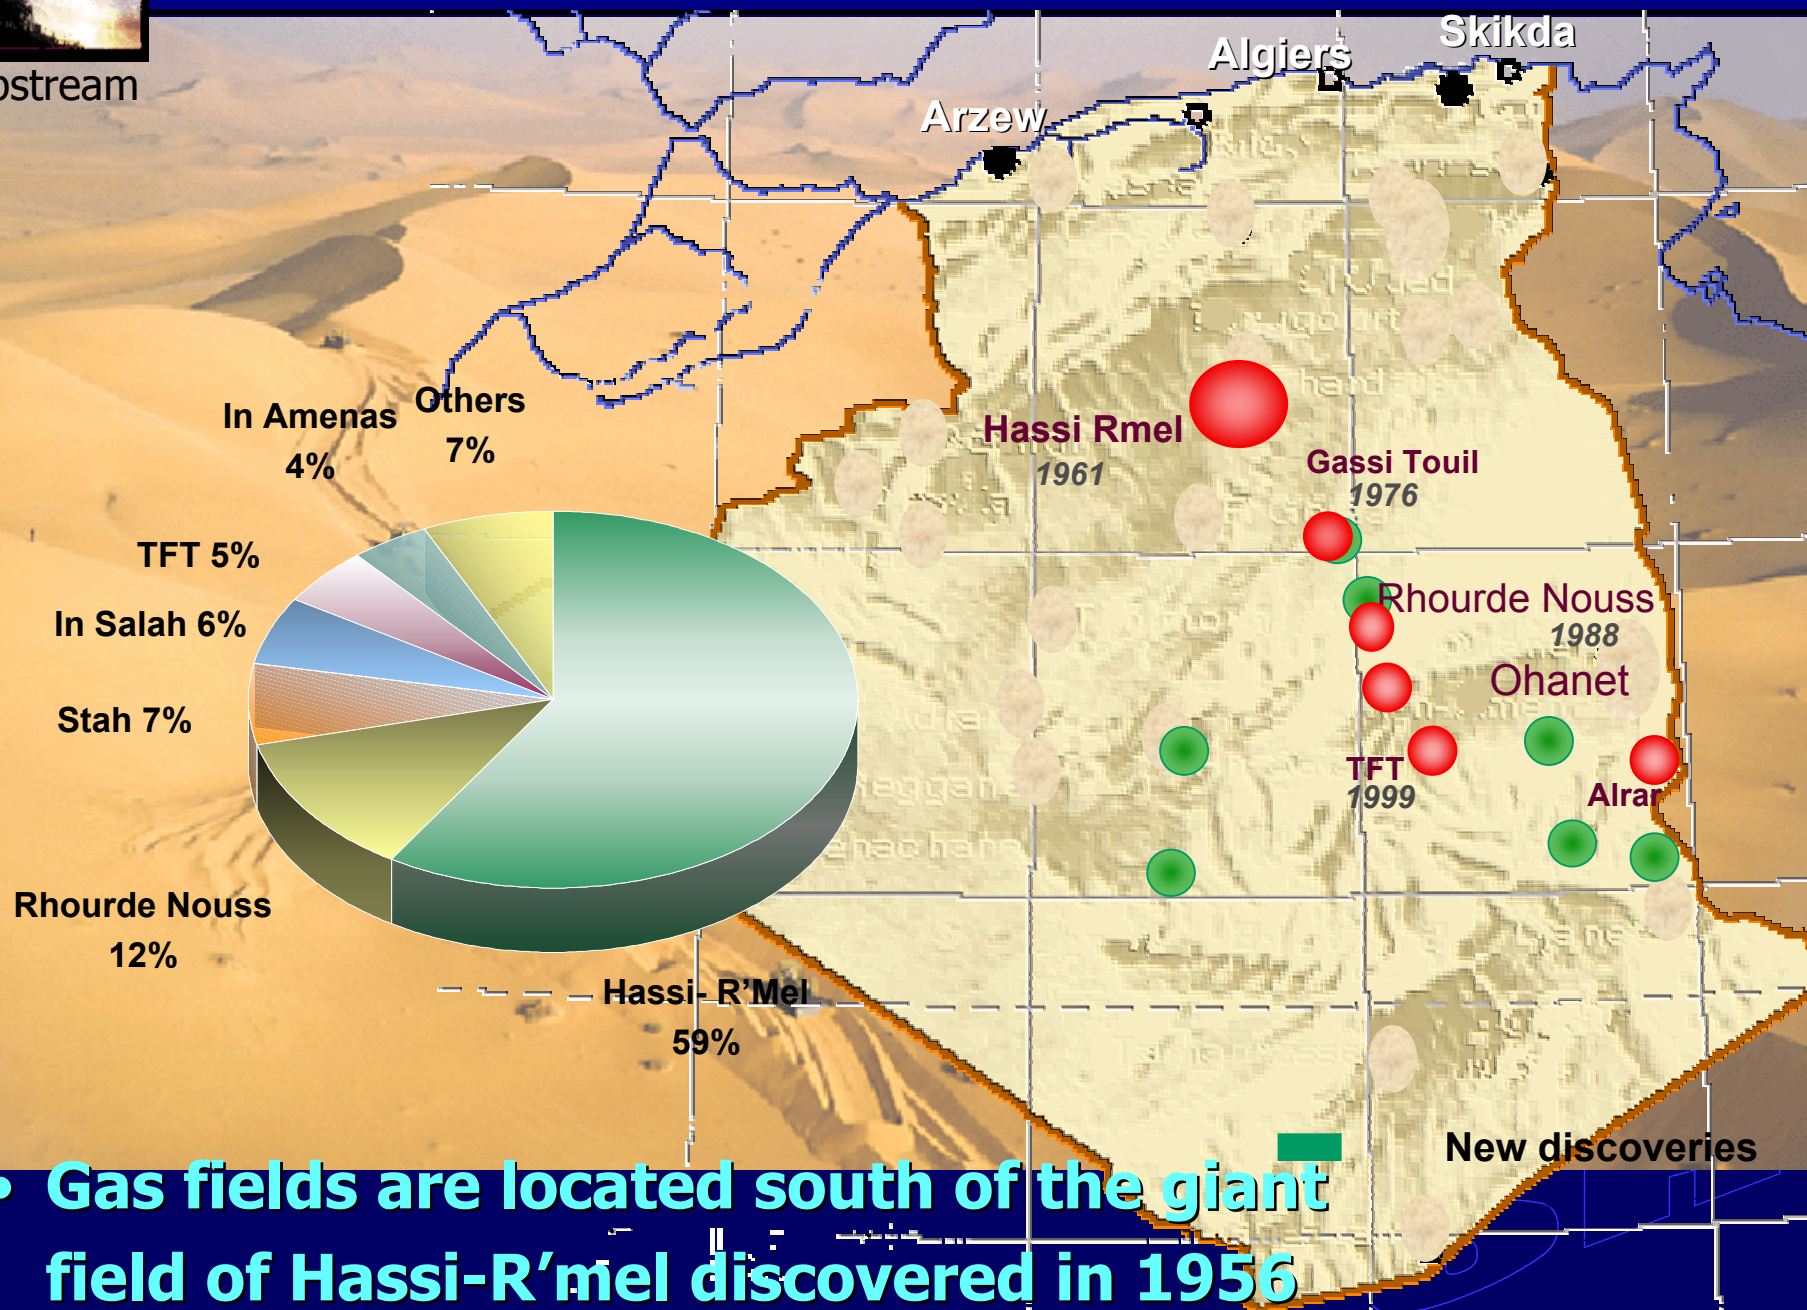 Skikda
Algiers
Arzew
Others
7%
In Amenas
4%
Hassi Rmel
1961
Gassi Touil
1976
TFT 5%
Rhourde Nouss
1988
In Salah 6%
Ohanet
Stah 7%
TFT
1999
Alrar
Rhourde Nouss
12%
Hassi- R’Mel
59%
New discoveries
• Gas fields are located south of the giant
field of Hassi-R’mel discovered in 1956